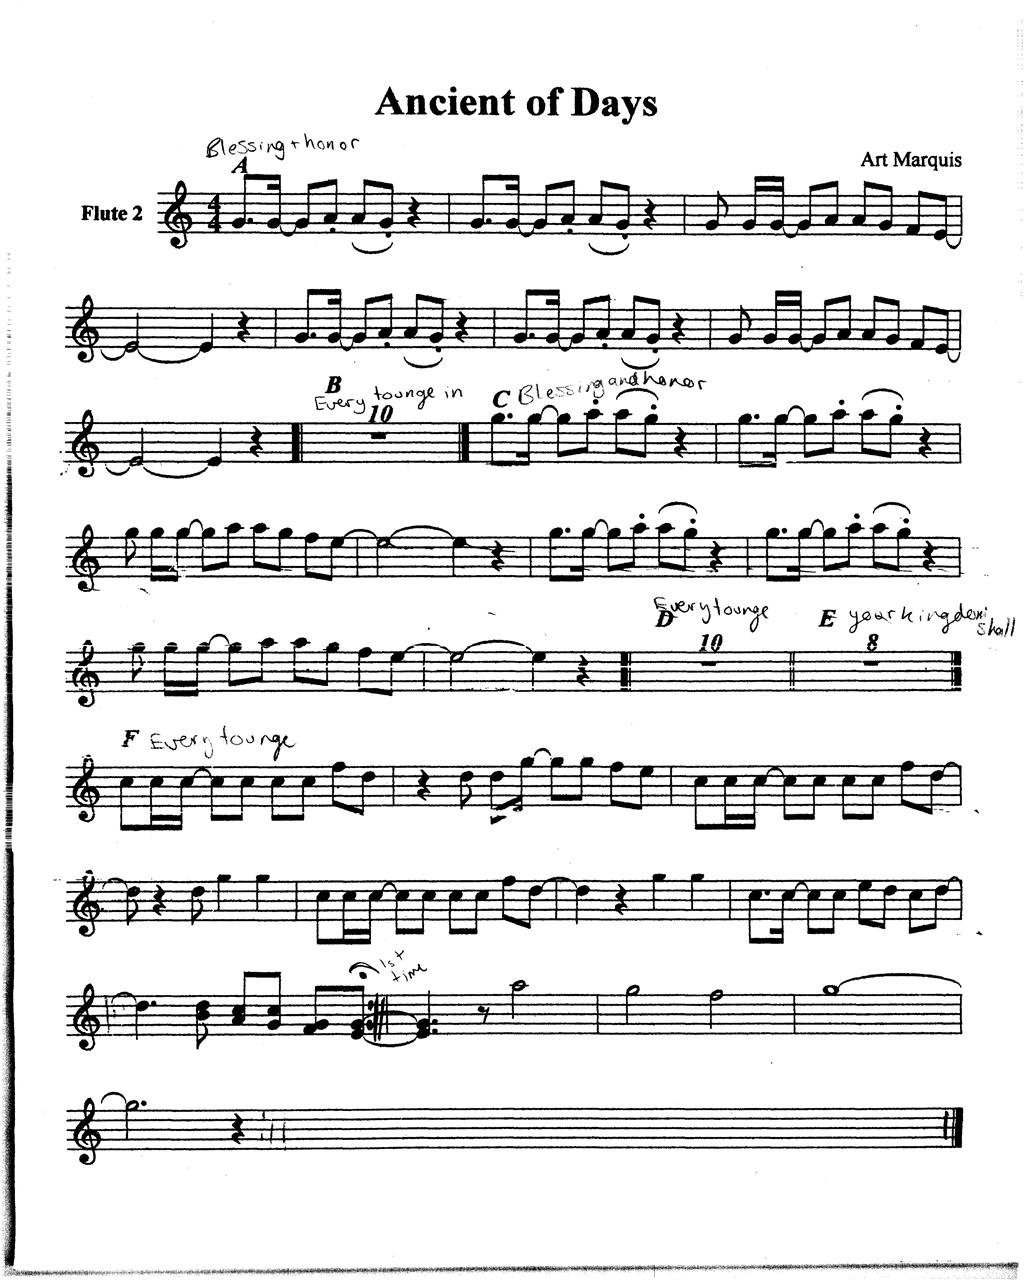 Ancient of Days
Blessing + honor
A
Art Marquis
Flute 2
4
4
B
Every tounge in
10
C Blessing and honor
Every tounge
D
10
E your kingdom
shall
8
F Every tounge
1st
time